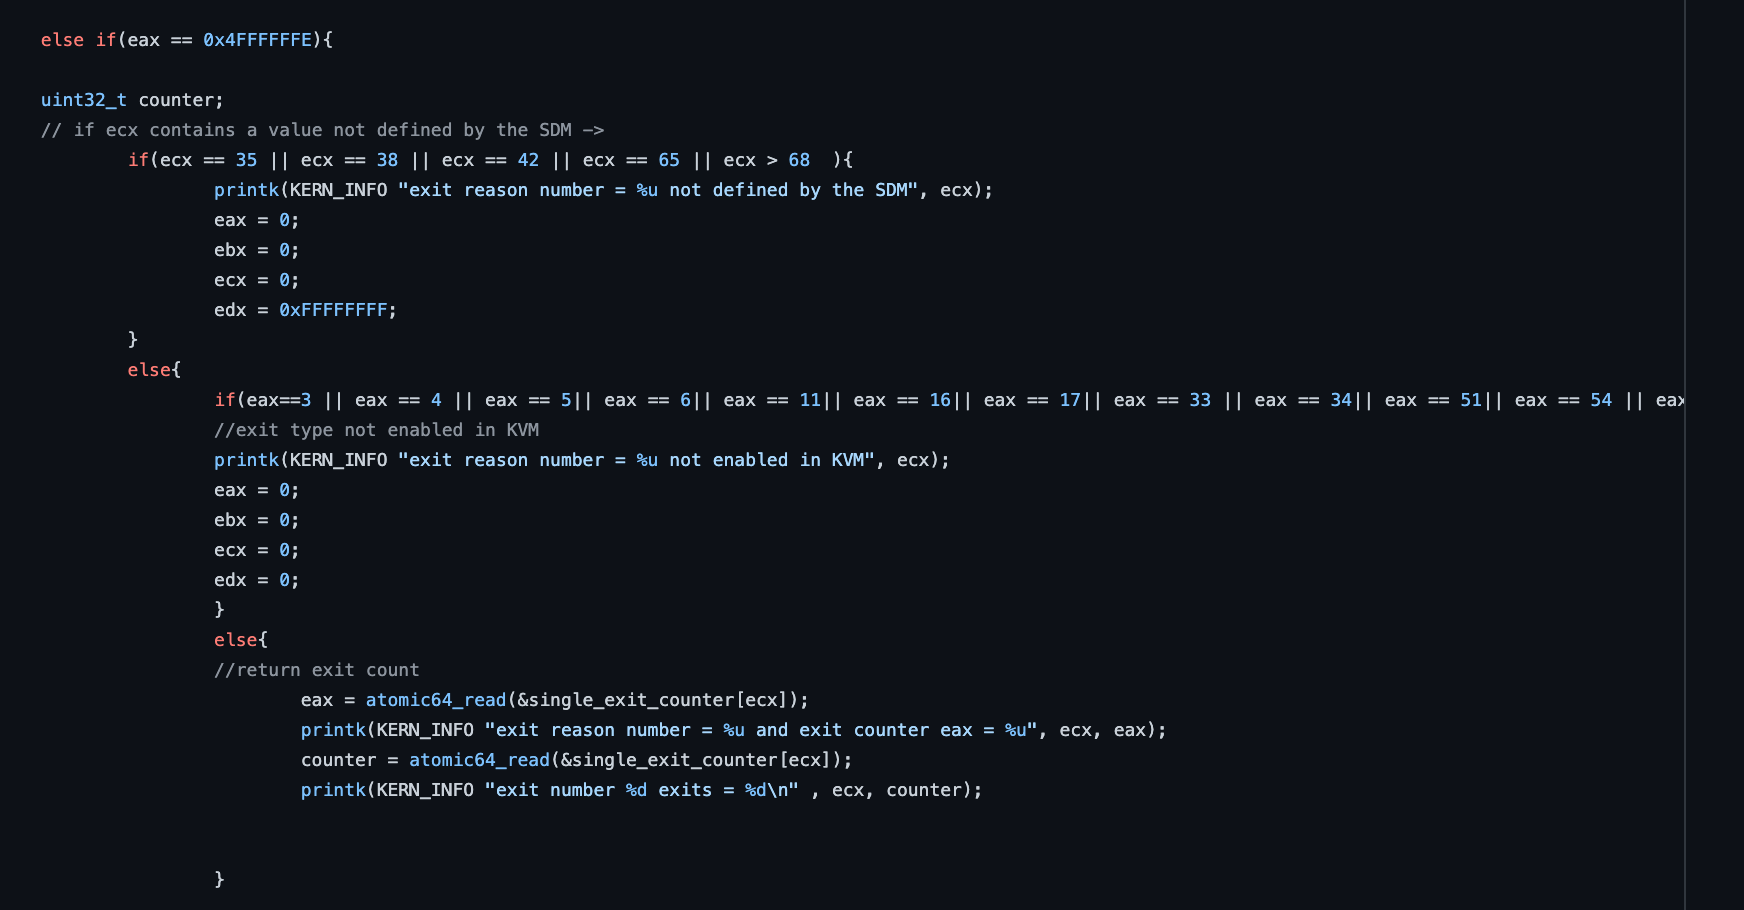 else if(eax == 0x4FFFFFFE){
uint32_t counter;
// if ecx contains a value not defined by the SDM ->
if(ecx == 35 || ecx == 38 || ecx == 42 || ecx == 65 || ecx > 68  ){
printk(KERN_INFO "exit reason number = %u not defined by the SDM", ecx);
eax = 0;
ebx = 0;
ecx = 0;
edx = 0xFFFFFFFF;
}
else{
if(eax==3 || eax == 4 || eax == 5|| eax == 6|| eax == 11|| eax == 16|| eax == 17|| eax == 33 || eax == 34|| eax == 51|| eax == 54 || eax
//exit type not enabled in KVM
printk(KERN_INFO "exit reason number = %u not enabled in KVM", ecx);
eax = 0;
ebx = 0;
ecx = 0;
edx = 0;
}
else{
//return exit count
eax = atomic64_read(&single_exit_counter[ecx]);
printk(KERN_INFO "exit reason number = %u and exit counter eax = %u", ecx, eax);
counter = atomic64_read(&single_exit_counter[ecx]);
printk(KERN_INFO "exit number %d exits = %d\n" , ecx, counter);
}